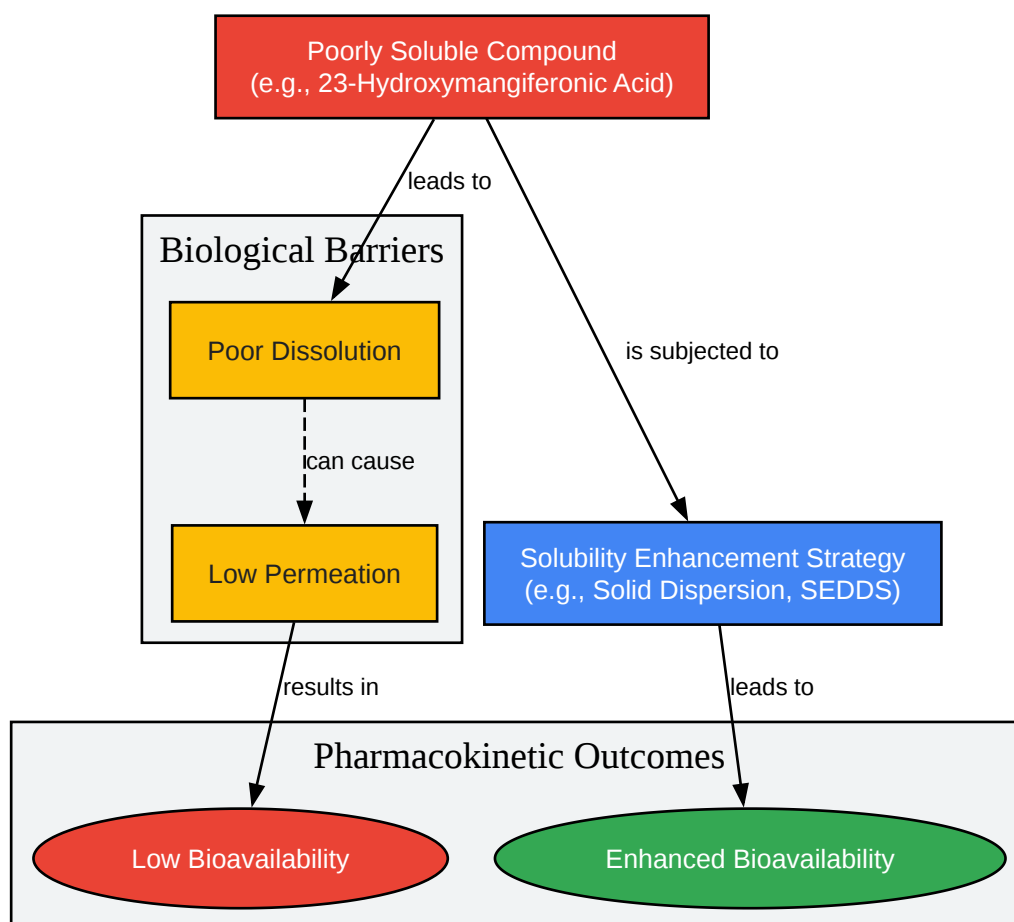 Poorly Soluble Compound
(e.g., 23-Hydroxymangiferonic Acid)
leads to
Biological Barriers
Poor Dissolution
is subjected to
can cause
Low Permeation
Solubility Enhancement Strategy
(e.g., Solid Dispersion, SEDDS)
results in
leads to
Pharmacokinetic Outcomes
Low Bioavailability
Enhanced Bioavailability